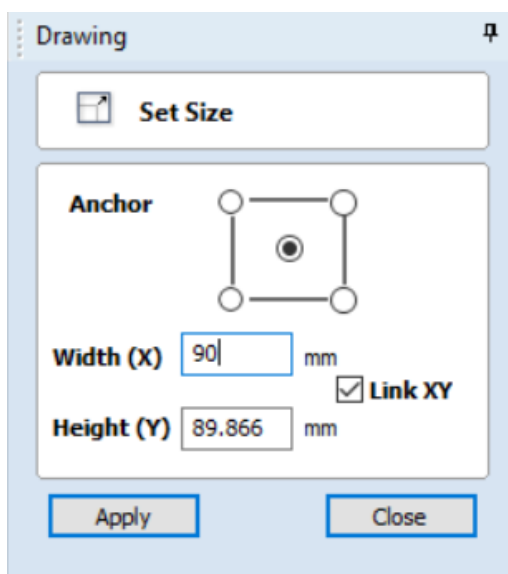 Drawing
Set Size
Anchor
Width (X) 90 mm
Link XY
Height (Y) 89.866 mm
Apply Close